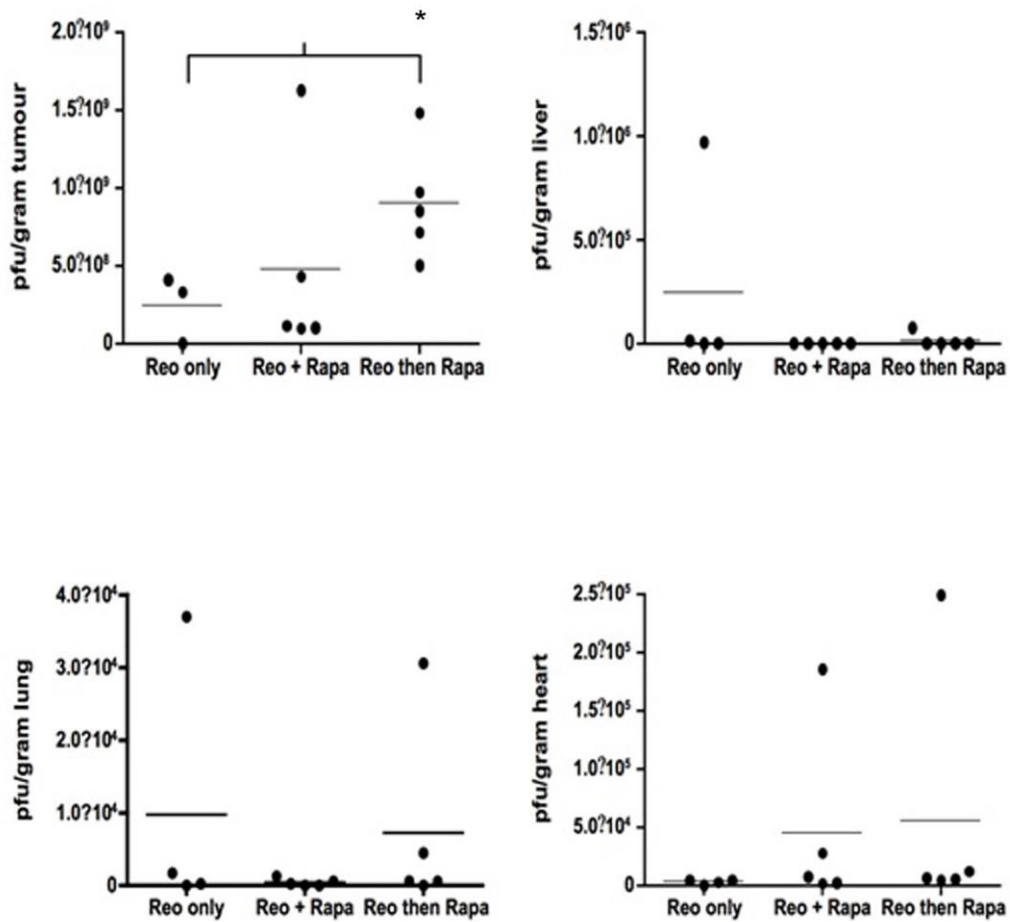 *
pfu/gram tumour
2.0?10⁹
1.5?10⁹
1.0?10⁹
5.0?10⁸
0
Reo only Reo + Rapa Reo then Rapa
pfu/gram liver
1.5?10⁶
1.0?10⁶
5.0?10⁵
0
Reo only Reo + Rapa Reo then Rapa
pfu/gram lung
4.0?10⁴
3.0?10⁴
2.0?10⁴
1.0?10⁴
0
Reo only Reo + Rapa Reo then Rapa
pfu/gram heart
2.5?10⁵
2.0?10⁵
1.5?10⁵
1.0?10⁵
5.0?10⁴
0
Reo only Reo + Rapa Reo then Rapa